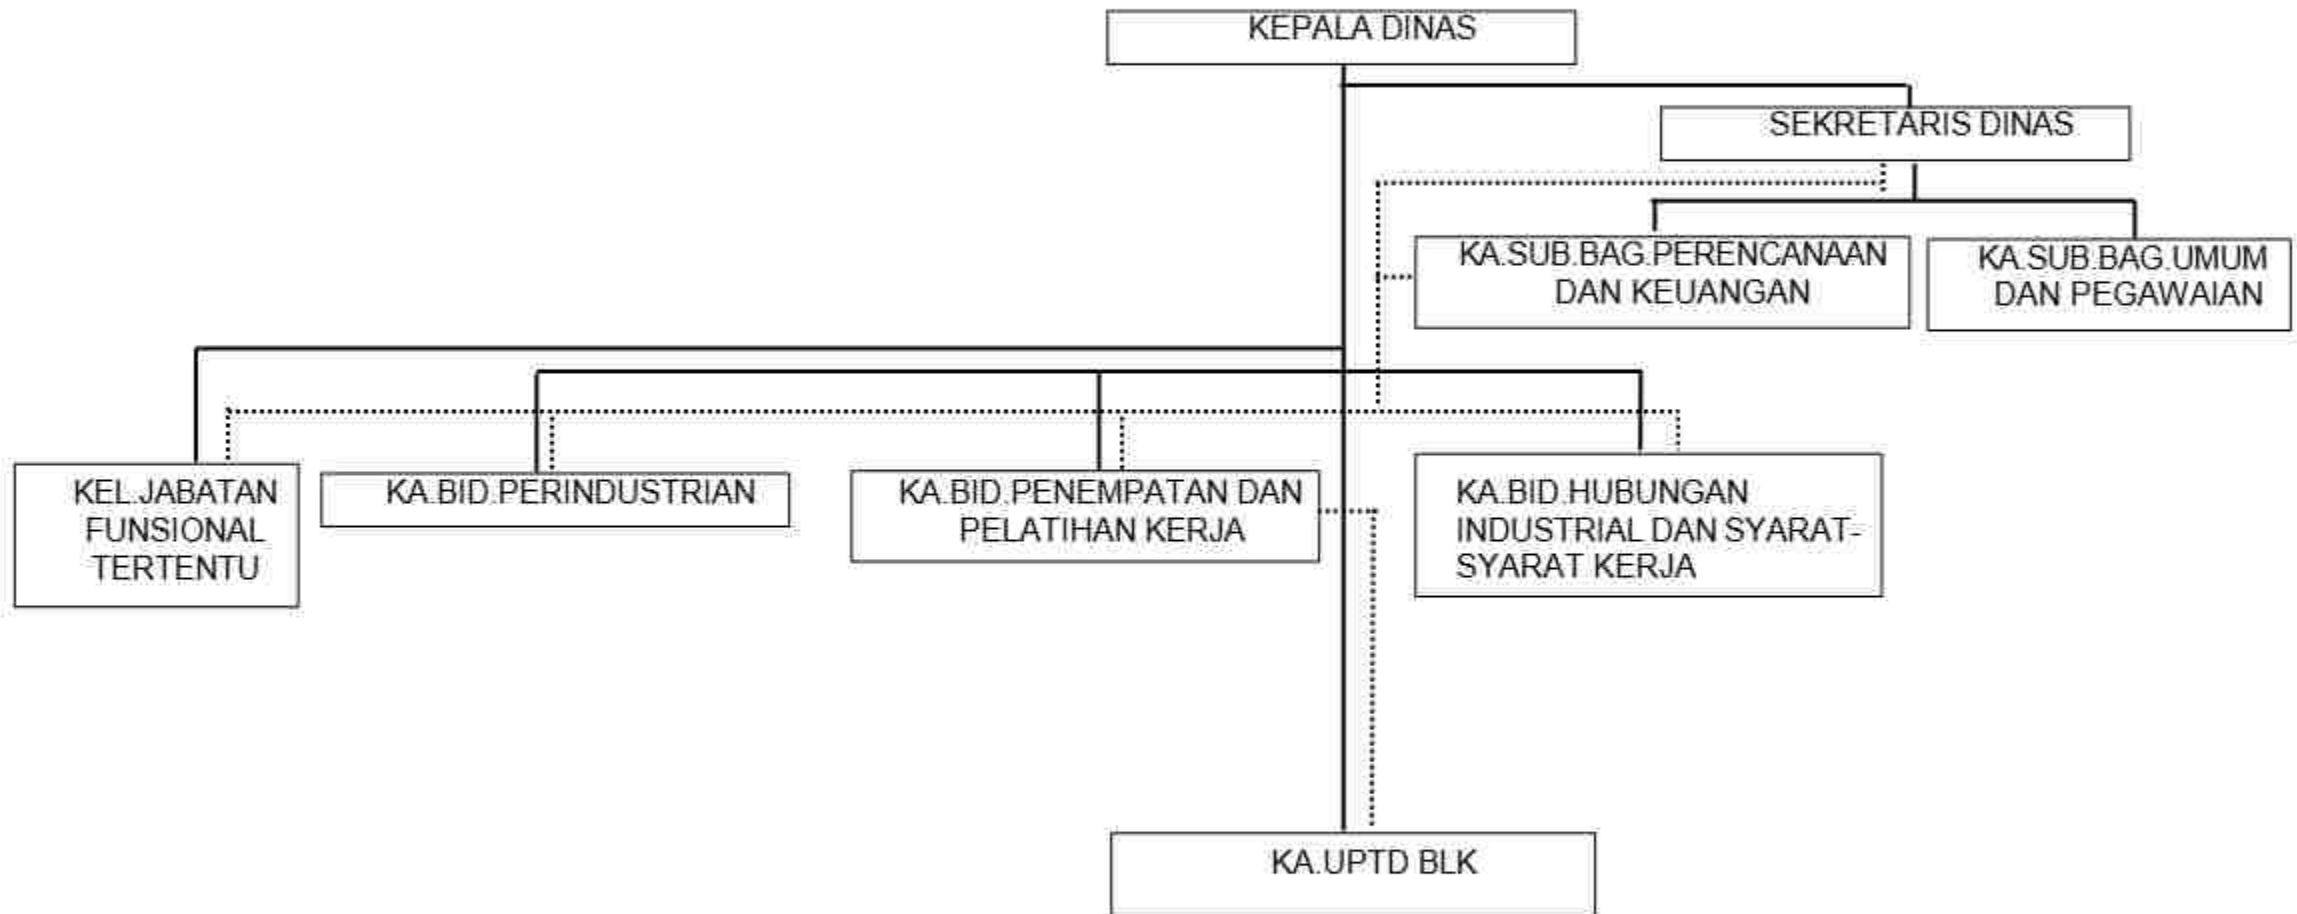 KEPALA DINAS
SEKRETARIS DINAS
KA.SUB.BAG.PERENCANAAN
DAN KEUANGAN
KA.SUB.BAG.UMUM
DAN PEGAWAIAN
KEL.JABATAN
FUNSIONAL
TERTENTU
KA.BID.PERINDUSTRIAN
KA.BID.PENEMPATAN DAN
PELATIHAN KERJA
KA.BID.HUBUNGAN
INDUSTRIAL DAN SYARAT-
SYARAT KERJA
KA.UPTD BLK